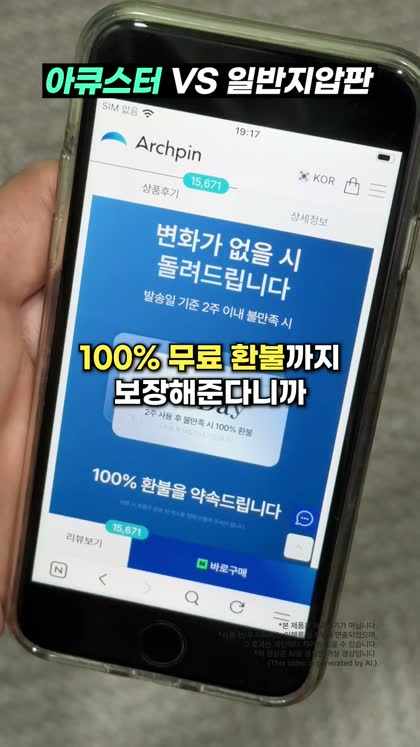 아큐스터 VS 일반지압판
SIM 없음
19:17
Archpin
KOR
상품후기
15,671
상세정보
변화가 없을 시
돌려드립니다
발송일 기준 2주 이내 불만족 시
100% 무료 환불까지
보장해준다니까
Day
2주 사용 후 불만족 시 100% 환불
100% 환불을 약속드립니다
15,671
리뷰보기
N 바로구매
N
(This video is generated by AI.)